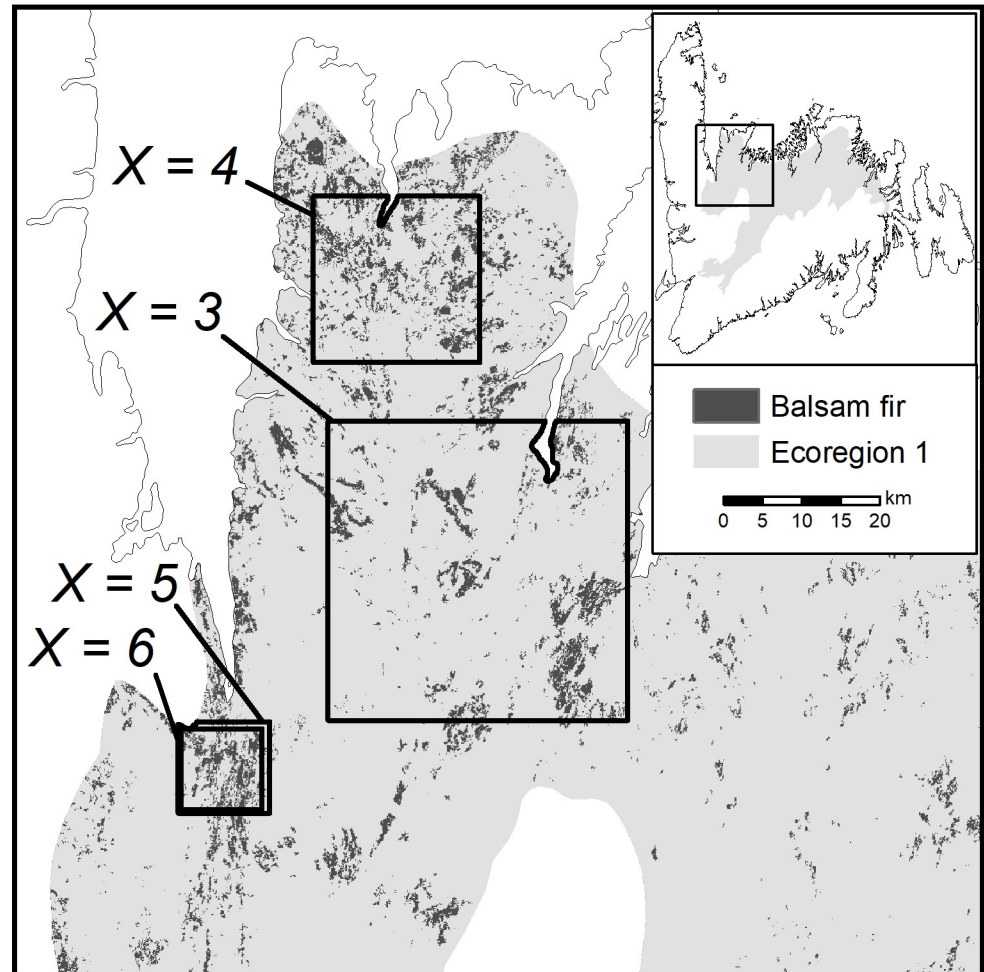 X = 4
X = 3
X = 5
X = 6
Balsam fir
Ecoregion 1
km
0 5 10 15 20